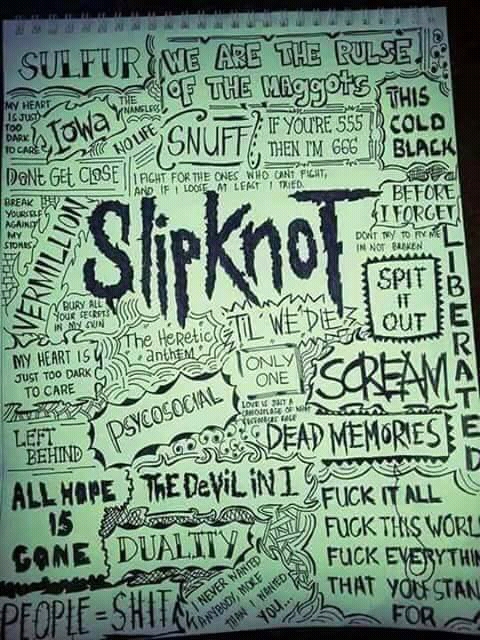 SULFUR
WE ARE THE PULSE
OF THE MAGGOTS
MY HEART
IS JUST
TOO
DARK
TO CARE
Iowa
THE
NAMELESS
NO LIFE
SNUFF
IF YOU'RE 555
THEN I'M 666
THIS
COLD
BLACK
DONT GET CLOSE
I FIGHT FOR THE ONES WHO CANT FIGHT,
AND IF I LOOSE AT LEAST I TRIED.
BEFORE
I FORGET
BREAK
YOURSELF
AGAINST
MY
STONES
VERMILLION
SLIPKNOT
DONT TRY TO FIX ME
IM NOT BROKEN
LIBERATED
SPIT
IT
OUT
BURY ALL
YOUR SECRETS
IN MY SKIN
The Heretic
anthem
TIL WE DIE
MY HEART IS
JUST TOO DARK
TO CARE
ONLY
ONE
SCREAM
PSYCOSOCIAL
LOVE IS JUST A
CAMOUFLAGE OF WHAT
RAGE
LEFT
BEHIND
DEAD MEMORIES
ALL HOPE
IS
GONE
THE DeViL iN I
DUALITY
FUCK IT ALL
FUCK THIS WORL
FUCK EVERYTHIN
THAT YOU STAN
FOR
PEOPLE = SHIT
I NEVER WANTED
ANYBODY, MORE
THAN I WANTED
YOU...